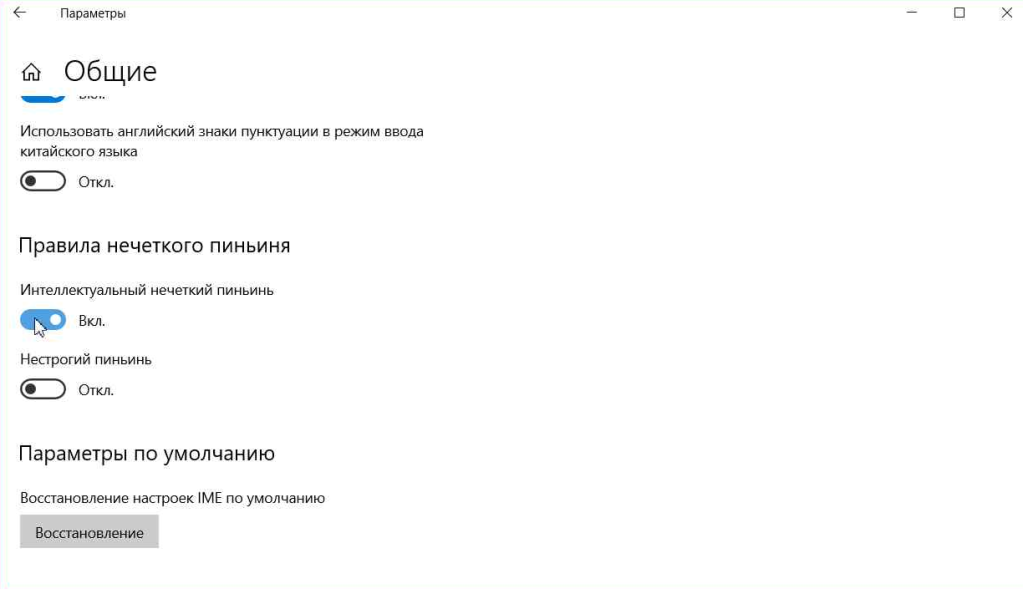 Параметры
Общие
Вкл.
Использовать английский знаки пунктуации в режим ввода
китайского языка
Откл.
Правила нечеткого пиньиня
Интеллектуальный нечеткий пиньинь
Вкл.
Нестрогий пиньинь
Откл.
Параметры по умолчанию
Восстановление настроек IME по умолчанию
Восстановление